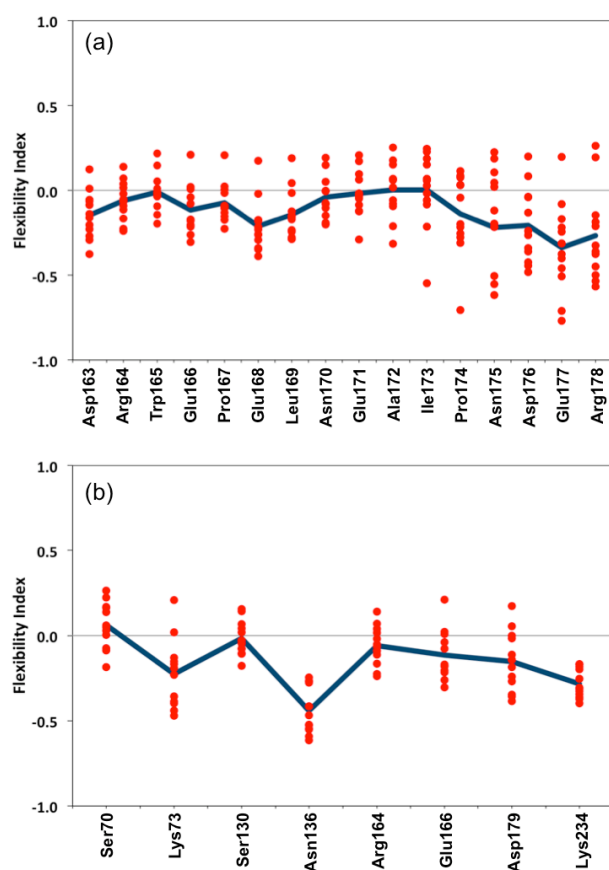 (a)
Flexibility Index
1.0
0.5
0.0
-0.5
-1.0
Asp163
Arg164
Trp165
Glu166
Pro167
Glu168
Leu169
Asn170
Glu171
Ala172
Ile173
Pro174
Asn175
Asp176
Glu177
Arg178
(b)
Flexibility Index
1.0
0.5
0.0
-0.5
-1.0
Ser70
Lys73
Ser130
Asn136
Arg164
Glu166
Asp179
Lys234